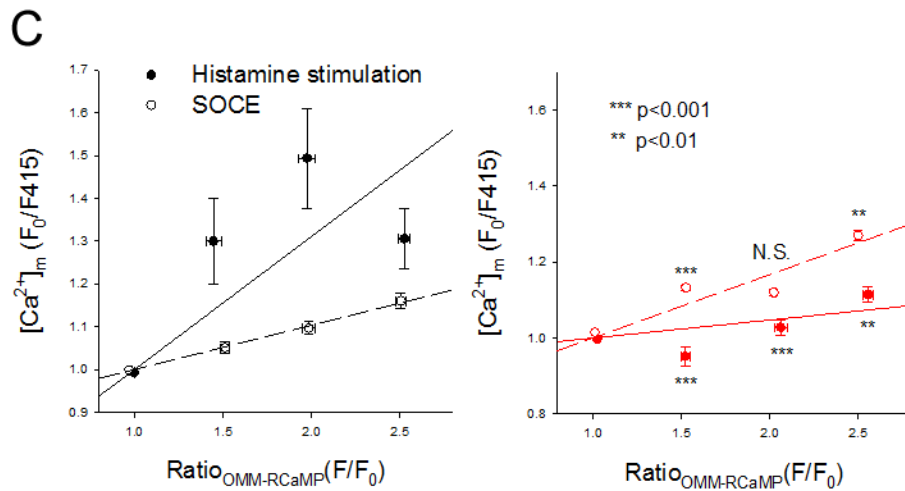 C
Histamine stimulation
SOCE
[Ca²⁺]ₘ (F₀/F415)
1.7
1.6
1.5
1.4
1.3
1.2
1.1
1.0
0.9
1.0 1.5 2.0 2.5
Ratio_OMM-RCaMP(F/F₀)
*** p<0.001
** p<0.01
[Ca²⁺]ₘ (F₀/F415)
1.6
1.4
1.2
1.0
0.8
***
N.S.
**
***
***
**
1.0 1.5 2.0 2.5
Ratio_OMM-RCaMP(F/F₀)